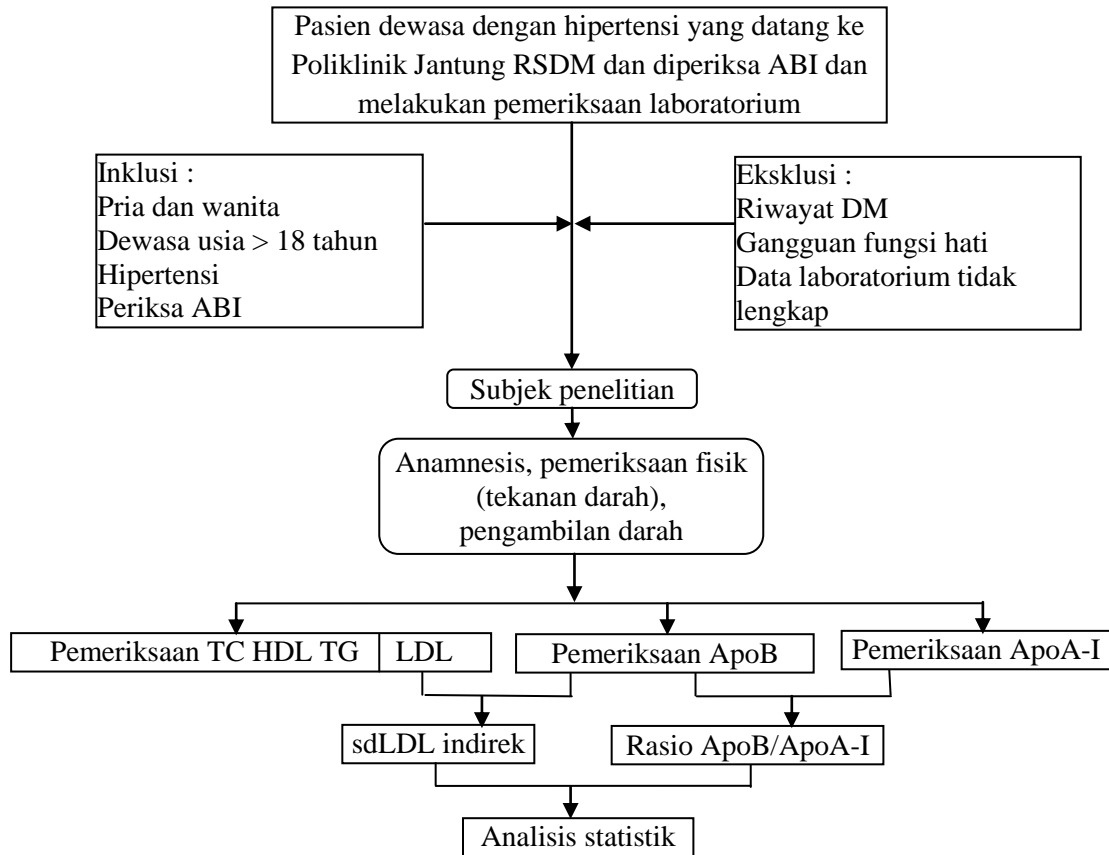 Pasien dewasa dengan hipertensi yang datang ke
Poliklinik Jantung RSDM dan diperiksa ABI dan
melakukan pemeriksaan laboratorium
Inklusi :
Pria dan wanita
Dewasa usia > 18 tahun
Hipertensi
Periksa ABI
Eksklusi :
Riwayat DM
Gangguan fungsi hati
Data laboratorium tidak
lengkap
Subjek penelitian
Anamnesis, pemeriksaan fisik
(tekanan darah),
pengambilan darah
Pemeriksaan TC HDL TG
LDL
Pemeriksaan ApoB
Pemeriksaan ApoA-I
sdLDL indirek
Rasio ApoB/ApoA-I
Analisis statistik